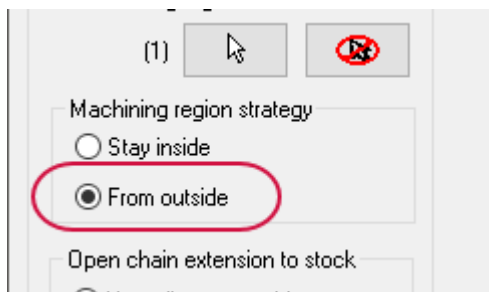 (1)
Machining region strategy
Stay inside
From outside
Open chain extension to stock